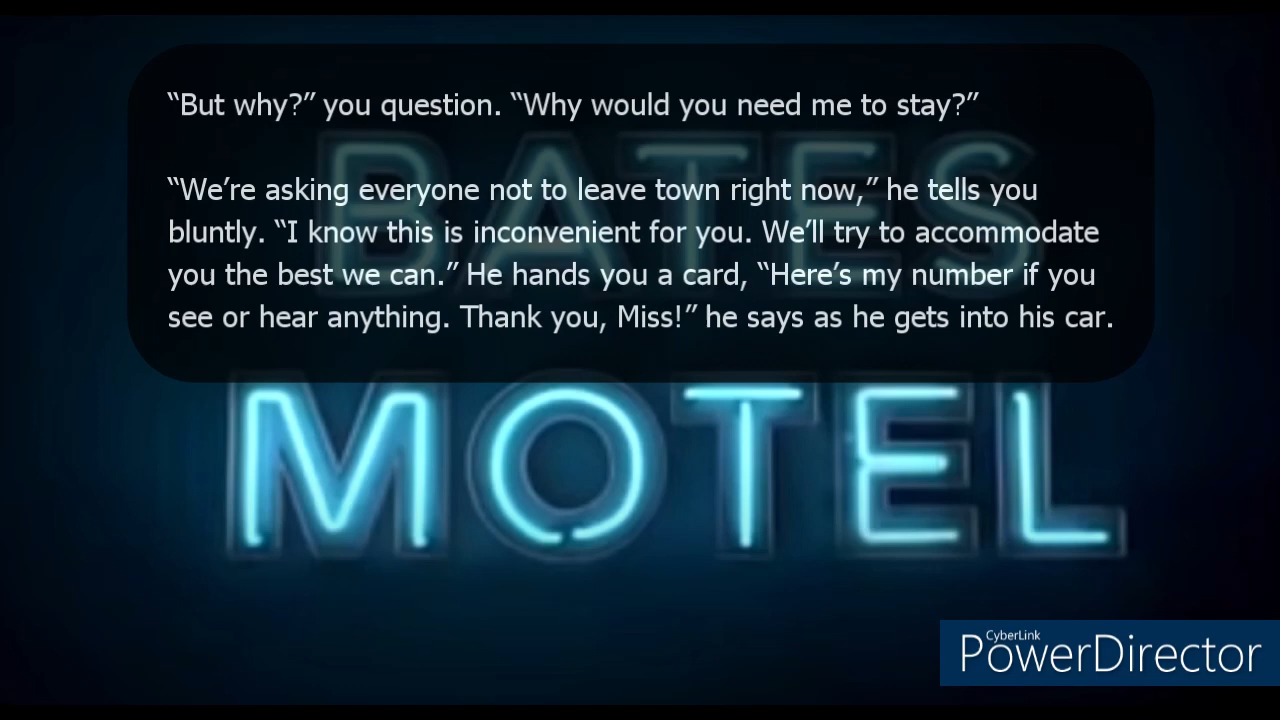 “But why?” you question. “Why would you need me to stay?”
“We’re asking everyone not to leave town right now,” he tells you
bluntly. “I know this is inconvenient for you. We’ll try to accommodate
you the best we can.” He hands you a card, “Here’s my number if you
see or hear anything. Thank you, Miss!” he says as he gets into his car.
BATES
MOTEL
CyberLink
PowerDirector